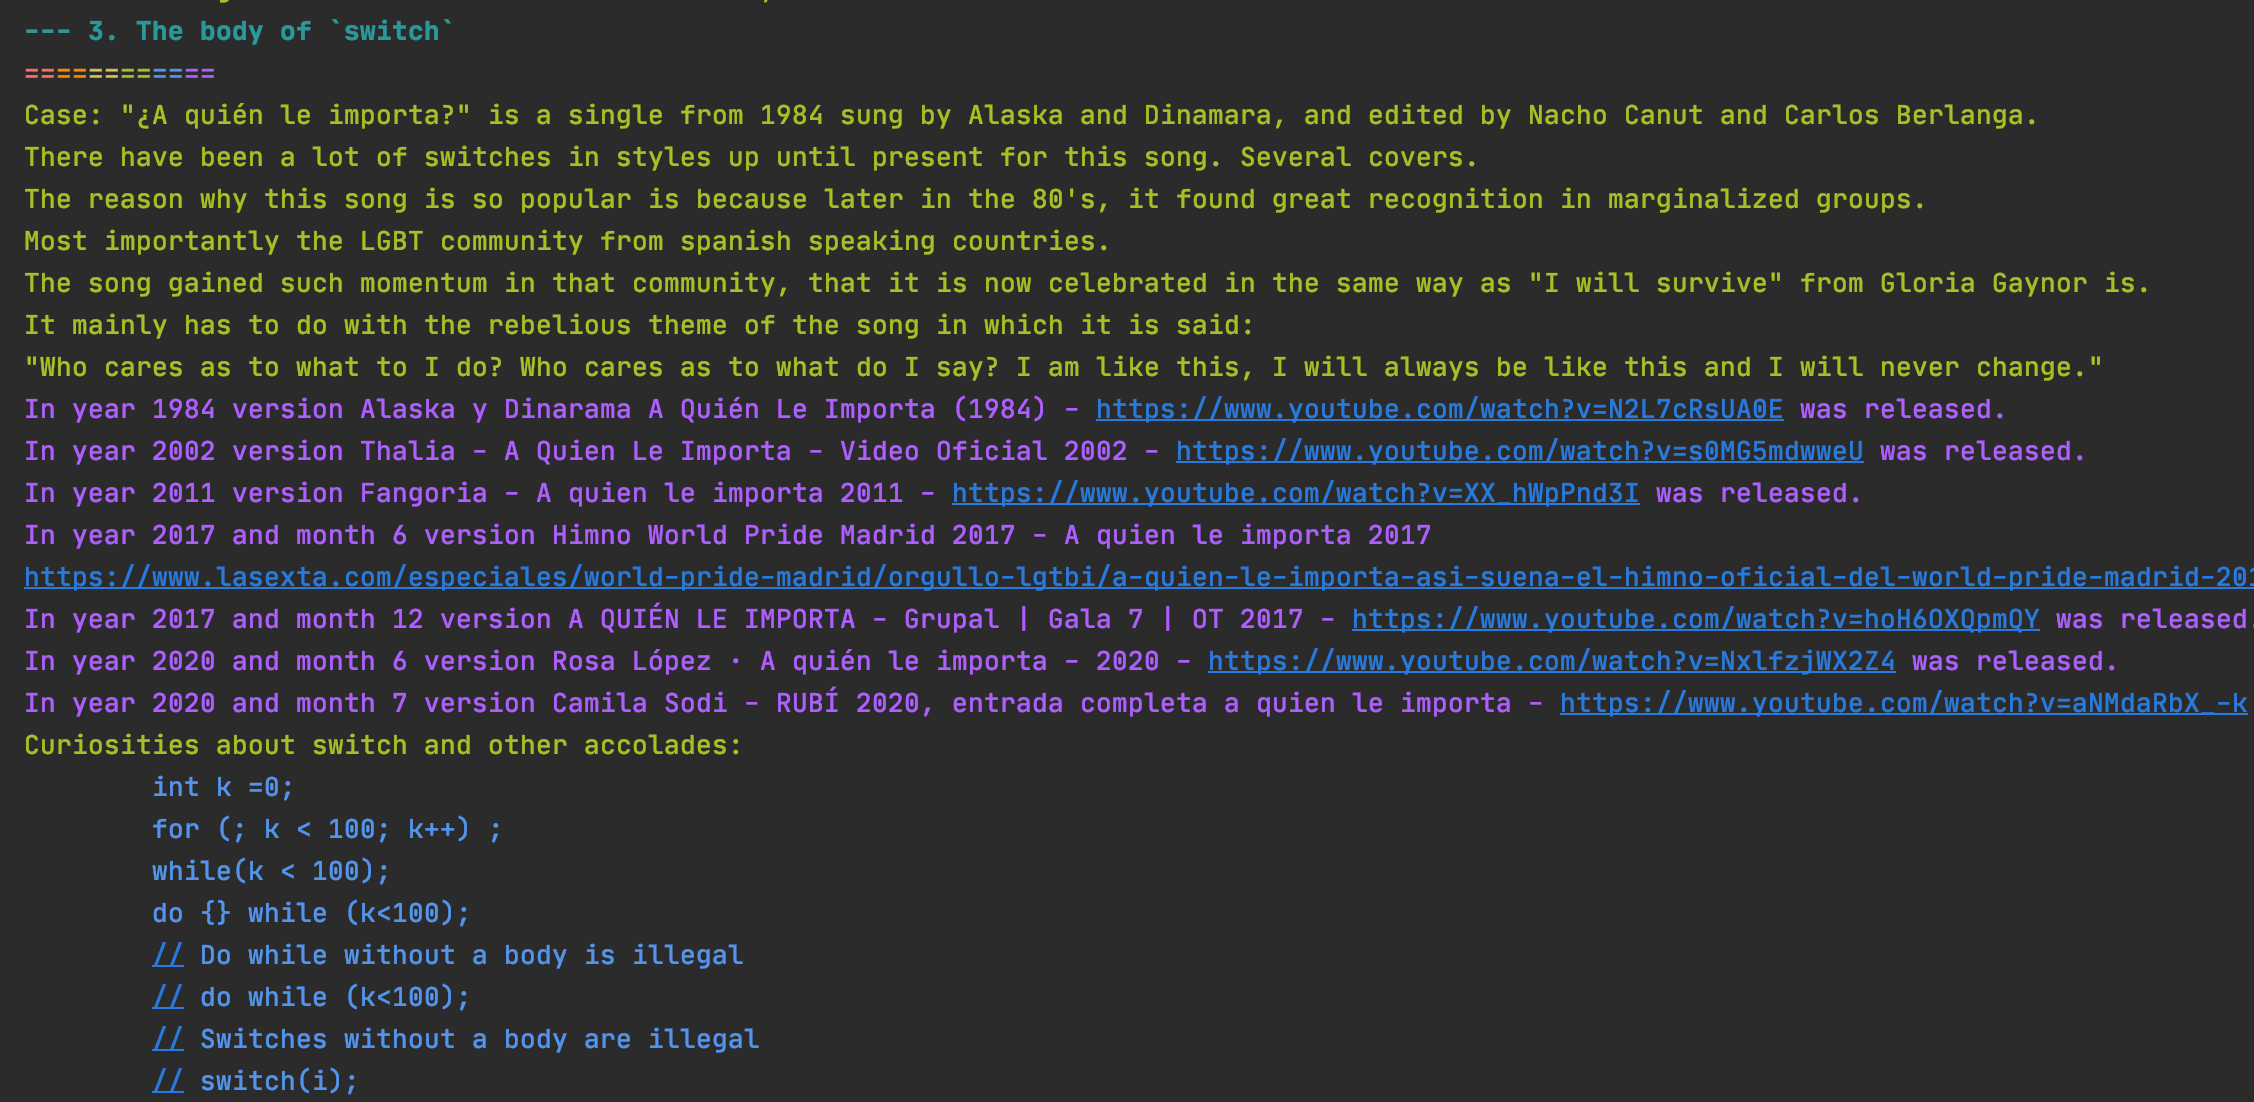 --- 3. The body of `switch`
============
Case: "¿A quién le importa?" is a single from 1984 sung by Alaska and Dinamara, and edited by Nacho Canut and Carlos Berlanga.
There have been a lot of switches in styles up until present for this song. Several covers.
The reason why this song is so popular is because later in the 80's, it found great recognition in marginalized groups.
Most importantly the LGBT community from spanish speaking countries.
The song gained such momentum in that community, that it is now celebrated in the same way as "I will survive" from Gloria Gaynor is.
It mainly has to do with the rebelious theme of the song in which it is said:
"Who cares as to what to I do? Who cares as to what do I say? I am like this, I will always be like this and I will never change."
In year 1984 version Alaska y Dinarama A Quién Le Importa (1984) - https://www.youtube.com/watch?v=N2L7cRsUA0E was released.
In year 2002 version Thalia - A Quien Le Importa - Video Oficial 2002 - https://www.youtube.com/watch?v=s0MG5mdwweU was released.
In year 2011 version Fangoria - A quien le importa 2011 - https://www.youtube.com/watch?v=XX_hWpPnd3I was released.
In year 2017 and month 6 version Himno World Pride Madrid 2017 - A quien le importa 2017
https://www.lasexta.com/especiales/world-pride-madrid/orgullo-lgtbi/a-quien-le-importa-asi-suena-el-himno-oficial-del-world-pride-madrid-201
In year 2017 and month 12 version A QUIÉN LE IMPORTA - Grupal | Gala 7 | OT 2017 - https://www.youtube.com/watch?v=hoH6OXQpmQY was released.
In year 2020 and month 6 version Rosa López · A quién le importa - 2020 - https://www.youtube.com/watch?v=NxlfzjWX2Z4 was released.
In year 2020 and month 7 version Camila Sodi - RUBÍ 2020, entrada completa a quien le importa - https://www.youtube.com/watch?v=aNMdaRbX_-k
Curiosities about switch and other accolades:
int k =0;
for (; k < 100; k++) ;
while(k < 100);
do {} while (k<100);
// Do while without a body is illegal
// do while (k<100);
// Switches without a body are illegal
// switch(i);